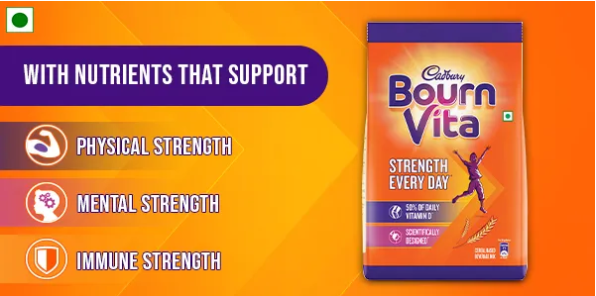 WITH NUTRIENTS THAT SUPPORT
PHYSICAL STRENGTH
MENTAL STRENGTH
IMMUNE STRENGTH
Cadbury
Bourn
Vita
STRENGTH
EVERY DAY
50% OF DAILY
VITAMIN D
SCIENTIFICALLY
DESIGNED